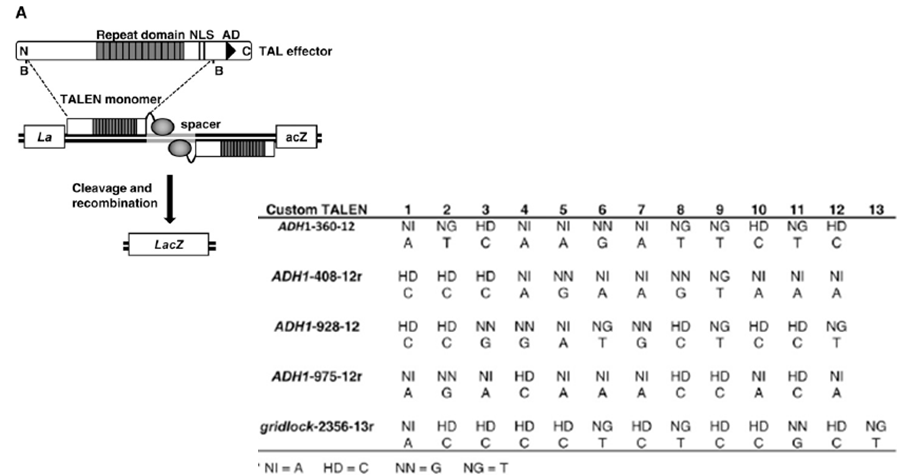 A
Repeat domain NLS AD
N C TAL effector
B B
TALEN monomer
spacer
La acZ
Cleavage and
recombination
LacZ
Custom TALEN 1 2 3 4 5 6 7 8 9 10 11 12 13
ADH1-360-12 NI NG HD NI NI NN NI NG NG HD NG HD
A T C A A G A T T C T C
ADH1-408-12r HD HD HD NI NN NI NI NN NG NI NI NI
C C C A G A A G T A A A
ADH1-928-12 HD HD NN NN NI NG NN HD NG HD HD NG
C C G G A T G C T C C T
ADH1-975-12r NI NN NI HD NI NI NI HD HD NI HD NI
A G A C A A A C C A C A
gridlock-2356-13r NI HD HD HD HD NG HD NG HD HD NN HD NG
A C C C C T C T C C G C T
' NI = A HD = C NN = G NG = T